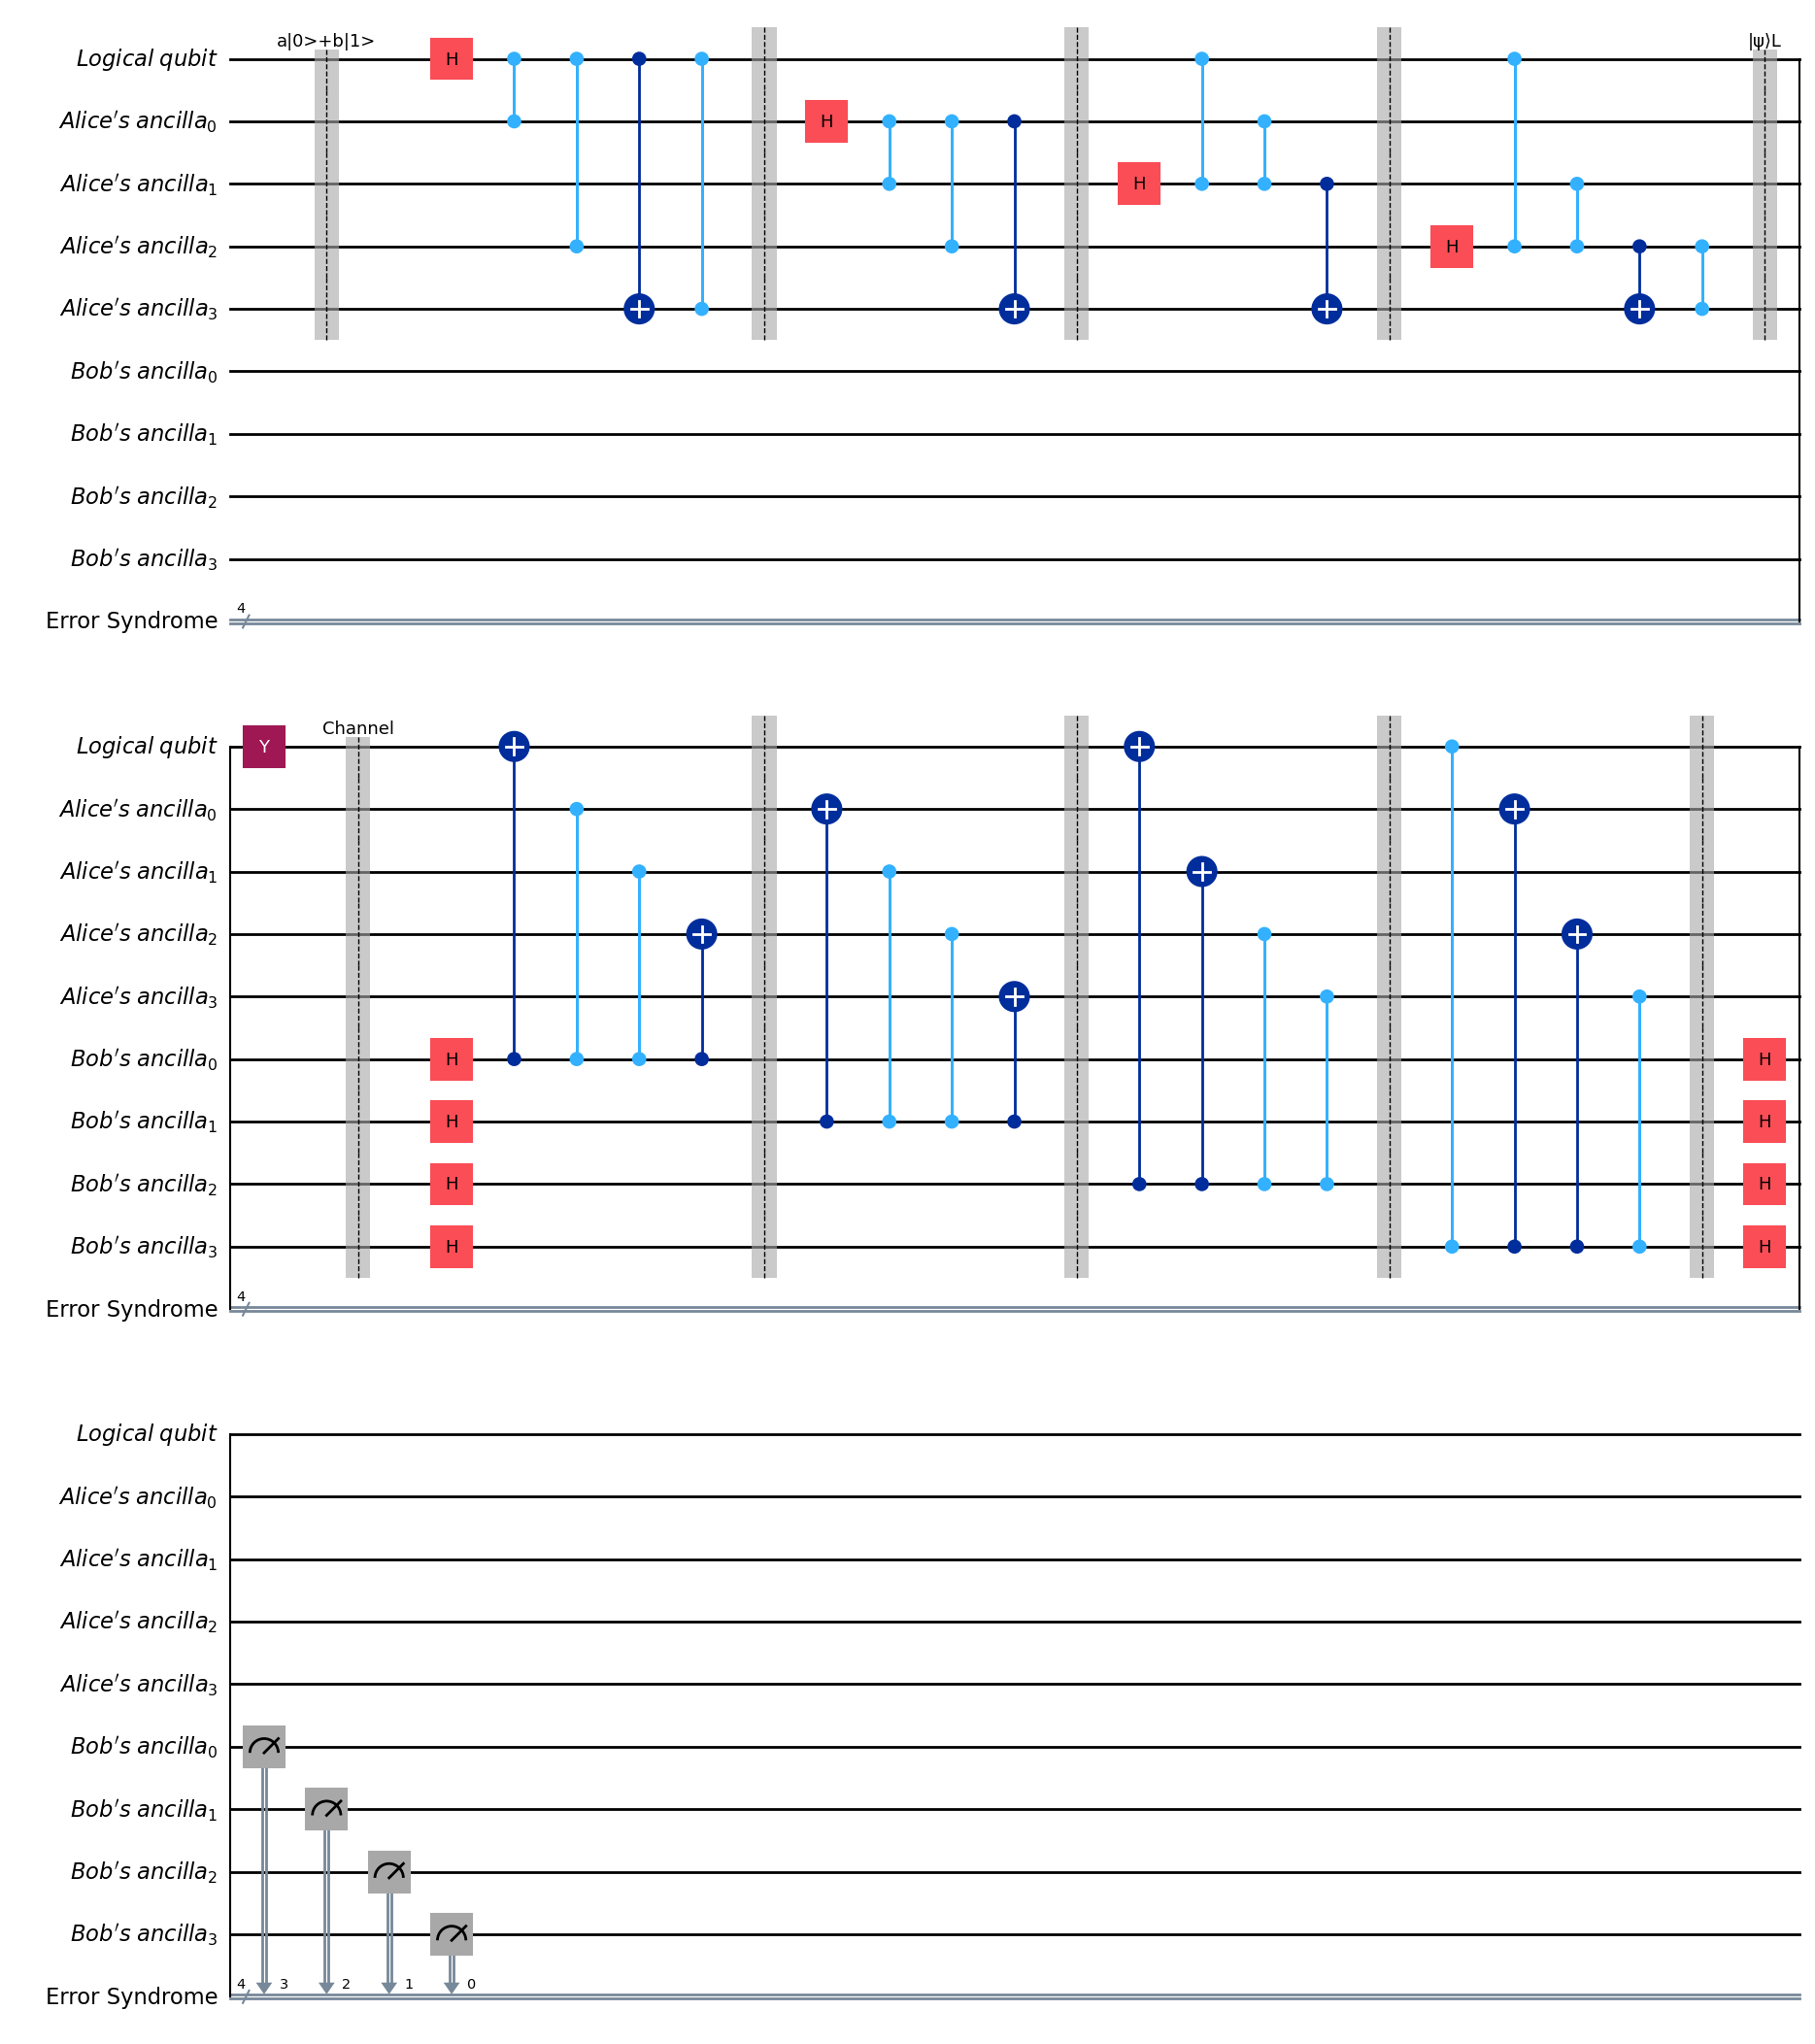 a|0>+b|1> |ψ⟩L
Logical qubit H
Alice's ancilla0 H
Alice's ancilla1 H
Alice's ancilla2 H
Alice's ancilla3
Bob's ancilla0
Bob's ancilla1
Bob's ancilla2
Bob's ancilla3
Error Syndrome 4
Channel
Logical qubit Y
Alice's ancilla0
Alice's ancilla1
Alice's ancilla2
Alice's ancilla3
Bob's ancilla0 H H
Bob's ancilla1 H H
Bob's ancilla2 H H
Bob's ancilla3 H H
Error Syndrome 4
Logical qubit
Alice's ancilla0
Alice's ancilla1
Alice's ancilla2
Alice's ancilla3
Bob's ancilla0
Bob's ancilla1
Bob's ancilla2
Bob's ancilla3
Error Syndrome 4 3 2 1 0